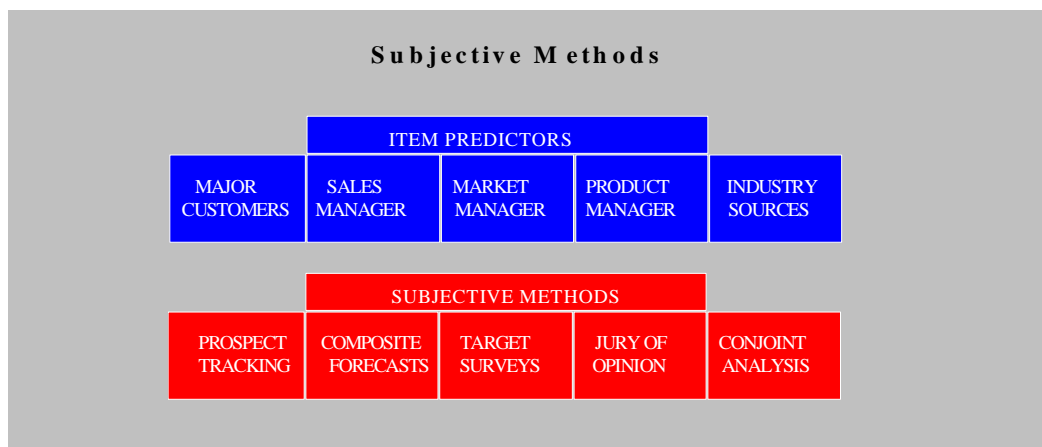 Subjective Methods
ITEM PREDICTORS
MAJOR
CUSTOMERS
SALES
MANAGER
MARKET
MANAGER
PRODUCT
MANAGER
INDUSTRY
SOURCES
SUBJECTIVE METHODS
PROSPECT
TRACKING
COMPOSITE
FORECASTS
TARGET
SURVEYS
JURY OF
OPINION
CONJOINT
ANALYSIS